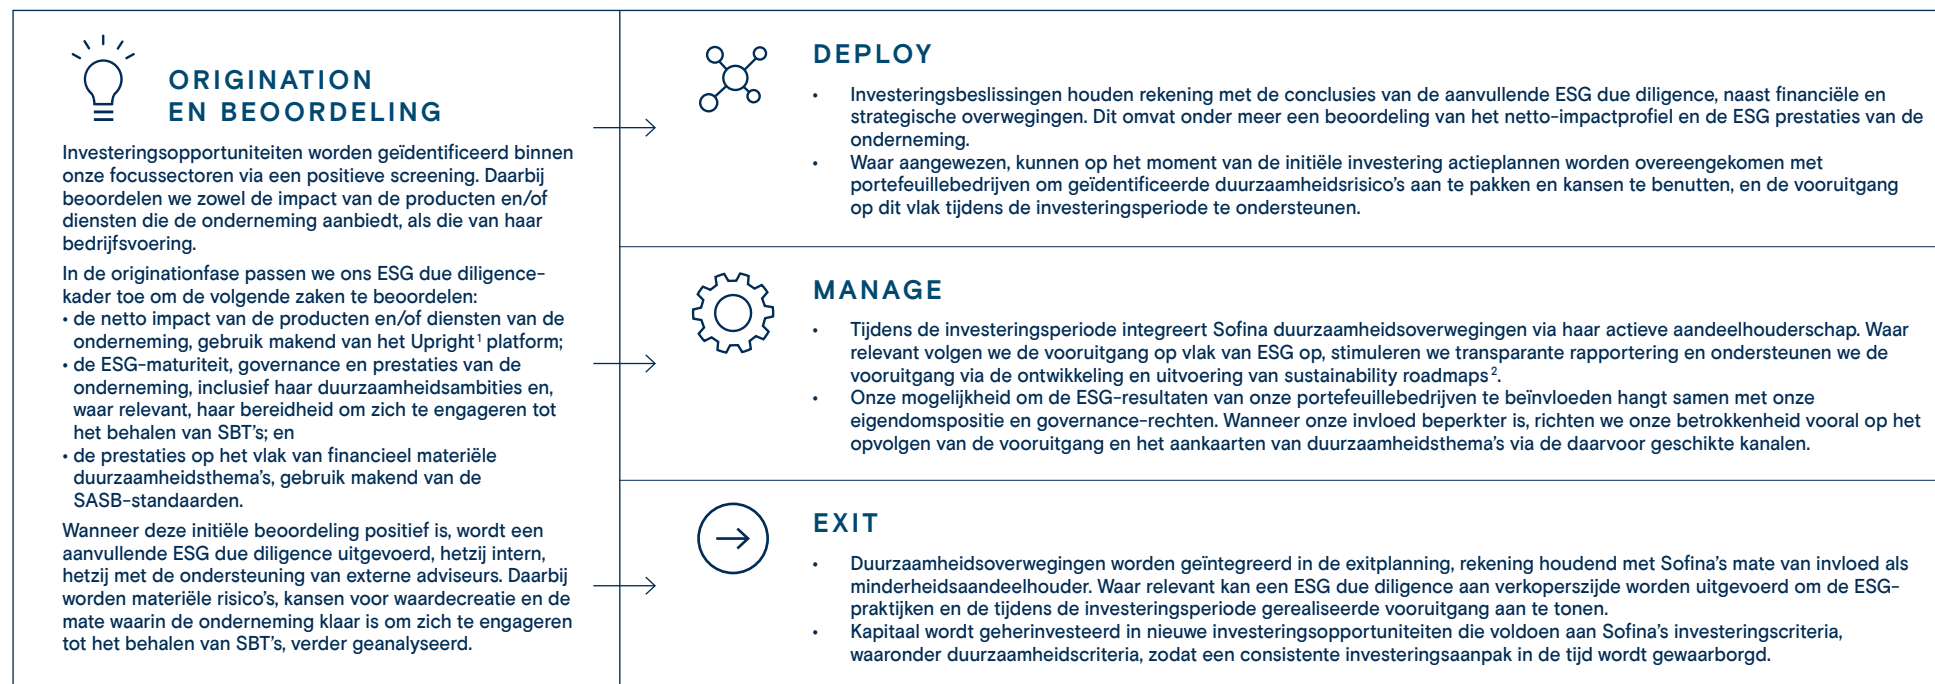 ORIGINATION
EN BEOORDELING
Investeringsopportuniteiten worden geïdentificeerd binnen
onze focussectoren via een positieve screening. Daarbij
beoordelen we zowel de impact van de producten en/of
diensten die de onderneming aanbiedt, als die van haar
bedrijfsvoering.
In de originationfase passen we ons ESG due diligence-
kader toe om de volgende zaken te beoordelen:
• de netto impact van de producten en/of diensten van de
onderneming, gebruik makend van het Upright¹ platform;
• de ESG-maturiteit, governance en prestaties van de
onderneming, inclusief haar duurzaamheidsambities en,
waar relevant, haar bereidheid om zich te engageren tot
het behalen van SBT's; en
• de prestaties op het vlak van financieel materiële
duurzaamheidsthema's, gebruik makend van de
SASB-standaarden.
Wanneer deze initiële beoordeling positief is, wordt een
aanvullende ESG due diligence uitgevoerd, hetzij intern,
hetzij met de ondersteuning van externe adviseurs. Daarbij
worden materiële risico's, kansen voor waardecreatie en de
mate waarin de onderneming klaar is om zich te engageren
tot het behalen van SBT's, verder geanalyseerd.
DEPLOY
• Investeringsbeslissingen houden rekening met de conclusies van de aanvullende ESG due diligence, naast financiële en
strategische overwegingen. Dit omvat onder meer een beoordeling van het netto-impactprofiel en de ESG prestaties van de
onderneming.
• Waar aangewezen, kunnen op het moment van de initiële investering actieplannen worden overeengekomen met
portefeuillebedrijven om geïdentificeerde duurzaamheidsrisico's aan te pakken en kansen te benutten, en de vooruitgang
op dit vlak tijdens de investeringsperiode te ondersteunen.
MANAGE
• Tijdens de investeringsperiode integreert Sofina duurzaamheidsoverwegingen via haar actieve aandeelhouderschap. Waar
relevant volgen we de vooruitgang op vlak van ESG op, stimuleren we transparante rapportering en ondersteunen we de
vooruitgang via de ontwikkeling en uitvoering van sustainability roadmaps².
• Onze mogelijkheid om de ESG-resultaten van onze portefeuillebedrijven te beïnvloeden hangt samen met onze
eigendomspositie en governance-rechten. Wanneer onze invloed beperkter is, richten we onze betrokkenheid vooral op het
opvolgen van de vooruitgang en het aankaarten van duurzaamheidsthema's via de daarvoor geschikte kanalen.
EXIT
• Duurzaamheidsoverwegingen worden geïntegreerd in de exitplanning, rekening houdend met Sofina's mate van invloed als
minderheidsaandeelhouder. Waar relevant kan een ESG due diligence aan verkoperszijde worden uitgevoerd om de ESG-
praktijken en de tijdens de investeringsperiode gerealiseerde vooruitgang aan te tonen.
• Kapitaal wordt geherinvesteerd in nieuwe investeringsopportuniteiten die voldoen aan Sofina's investeringscriteria,
waaronder duurzaamheidscriteria, zodat een consistente investeringsaanpak in de tijd wordt gewaarborgd.